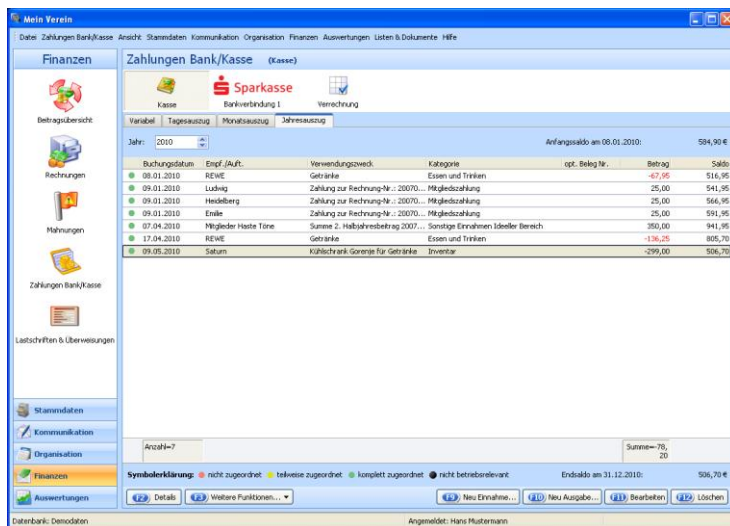 Mein Verein
Datei Zahlungen Bank/Kasse Ansicht Stammdaten Kommunikation Organisation Finanzen Auswertungen Listen & Dokumente Hilfe
Finanzen
Zahlungen Bank/Kasse (Kasse)
Beitragsübersicht
Rechnungen
Mahnungen
Zahlungen Bank/Kasse
Lastschriften & Überweisungen
Kasse
Sparkasse
Bankverbindung 1
Verrechnung
Variabel Tagesauszug Monatsauszug Jahresauszug
Jahr: 2010 Anfangssaldo am 08.01.2010: 584,90 €
Buchungsdatum Empf./Auft. Verwendungszweck Kategorie opt. Beleg Nr. Betrag Saldo
08.01.2010 REWE Getränke Essen und Trinken -67,95 516,95
09.01.2010 Ludwig Zahlung zur Rechnung-Nr.: 20070... Mitgliedszahlung 25,00 541,95
09.01.2010 Heidelberg Zahlung zur Rechnung-Nr.: 20070... Mitgliedszahlung 25,00 566,95
09.01.2010 Emilie Zahlung zur Rechnung-Nr.: 20070... Mitgliedszahlung 25,00 591,95
07.04.2010 Mitglieder Haste Töne Summe 2. Halbjahresbeitrag 2007... Sonstige Einnahmen Ideeller Bereich 350,00 941,95
17.04.2010 REWE Getränke Essen und Trinken -136,25 805,70
09.05.2010 Saturn Kühlschrank Gorenje für Getränke Inventar -299,00 506,70
Anzahl=7 Summe=-78,
20
Symbolerklärung: nicht zugeordnet teilweise zugeordnet komplett zugeordnet nicht betriebsrelevant Endsaldo am 31.12.2010: 506,70 €
Stammdaten
Kommunikation
Organisation
Finanzen
Auswertungen
F2 Details F3 Weitere Funktionen... F9 Neu Einnahme... F10 Neu Ausgabe... F11 Bearbeiten F12 Löschen
Datenbank: Demodaten Angemeldet: Hans Mustermann